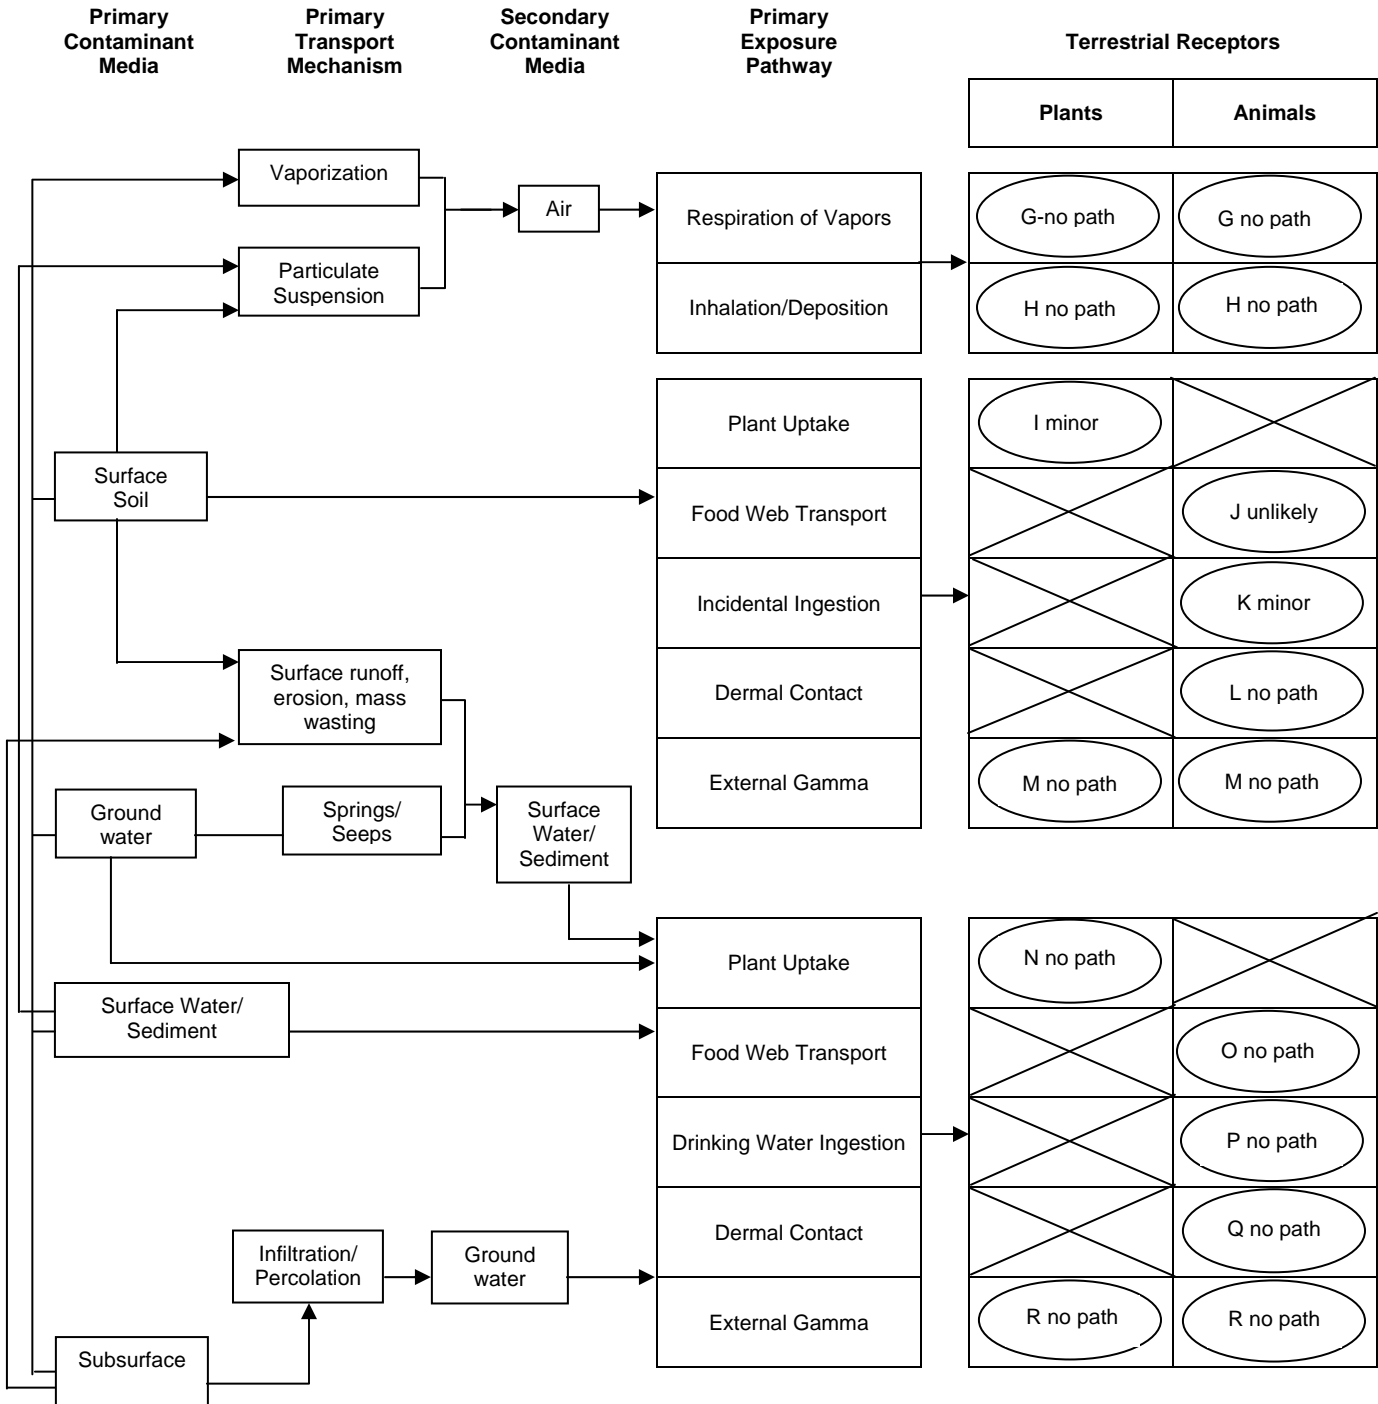 Primary
Contaminant
Media
Primary
Transport
Mechanism
Secondary
Contaminant
Media
Primary
Exposure
Pathway
Terrestrial Receptors
Plants
Animals
Vaporization
Air
Respiration of Vapors
G-no path
G no path
Particulate
Suspension
Inhalation/Deposition
H no path
H no path
Plant Uptake
I minor
Surface
Soil
Food Web Transport
J unlikely
Incidental Ingestion
K minor
Surface runoff,
erosion, mass
wasting
Dermal Contact
L no path
External Gamma
M no path
M no path
Ground
water
Springs/
Seeps
Surface
Water/
Sediment
Plant Uptake
N no path
Surface Water/
Sediment
Food Web Transport
O no path
Drinking Water Ingestion
P no path
Infiltration/
Percolation
Ground
water
Dermal Contact
Q no path
External Gamma
R no path
R no path
Subsurface